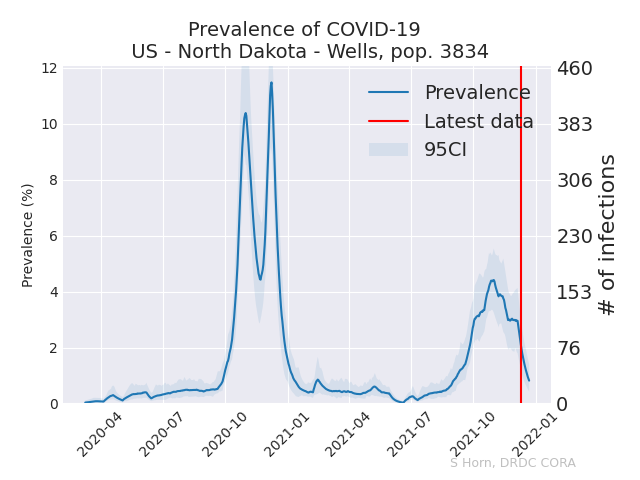 Prevalence of COVID-19
US - North Dakota - Wells, pop. 3834
Prevalence (%)
12
10
8
6
4
2
0
460
383
306
230
153
76
0
# of infections
Prevalence
Latest data
95CI
2020-04
2020-07
2020-10
2021-01
2021-04
2021-07
2021-10
2022-01
S Horn, DRDC CORA